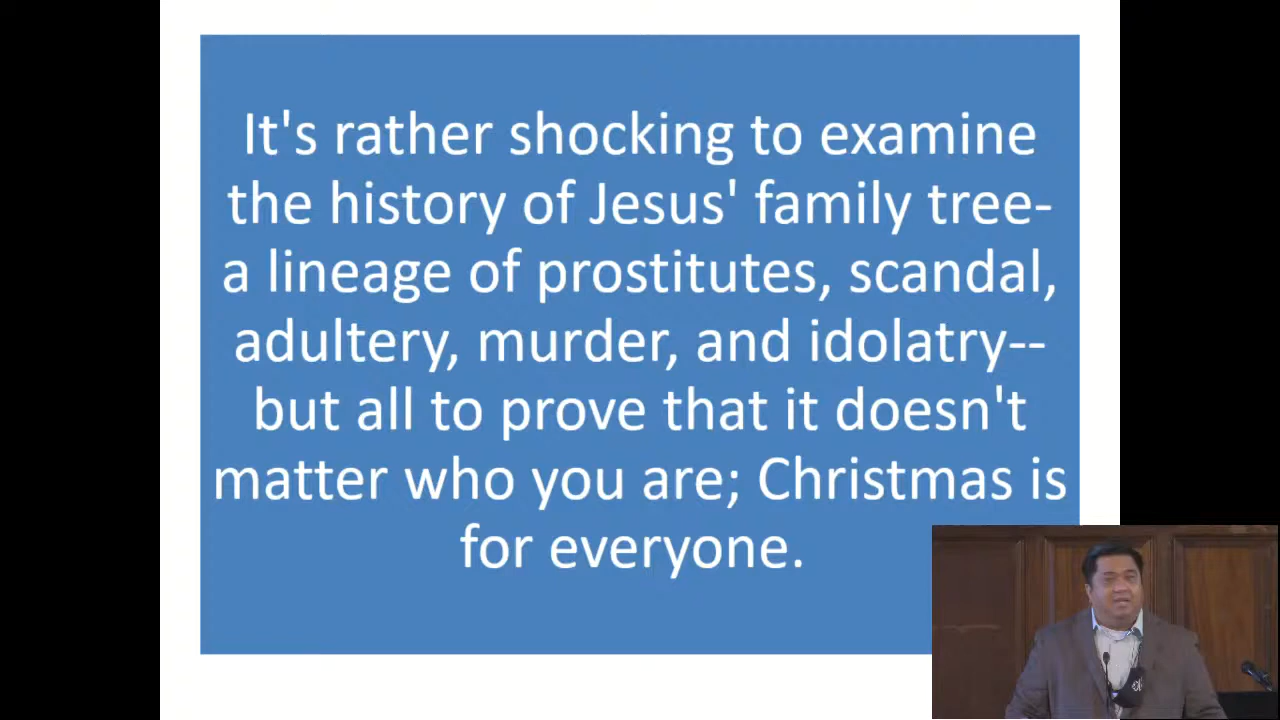 It's rather shocking to examine
the history of Jesus' family tree-
a lineage of prostitutes, scandal,
adultery, murder, and idolatry--
but all to prove that it doesn't
matter who you are; Christmas is
for everyone.